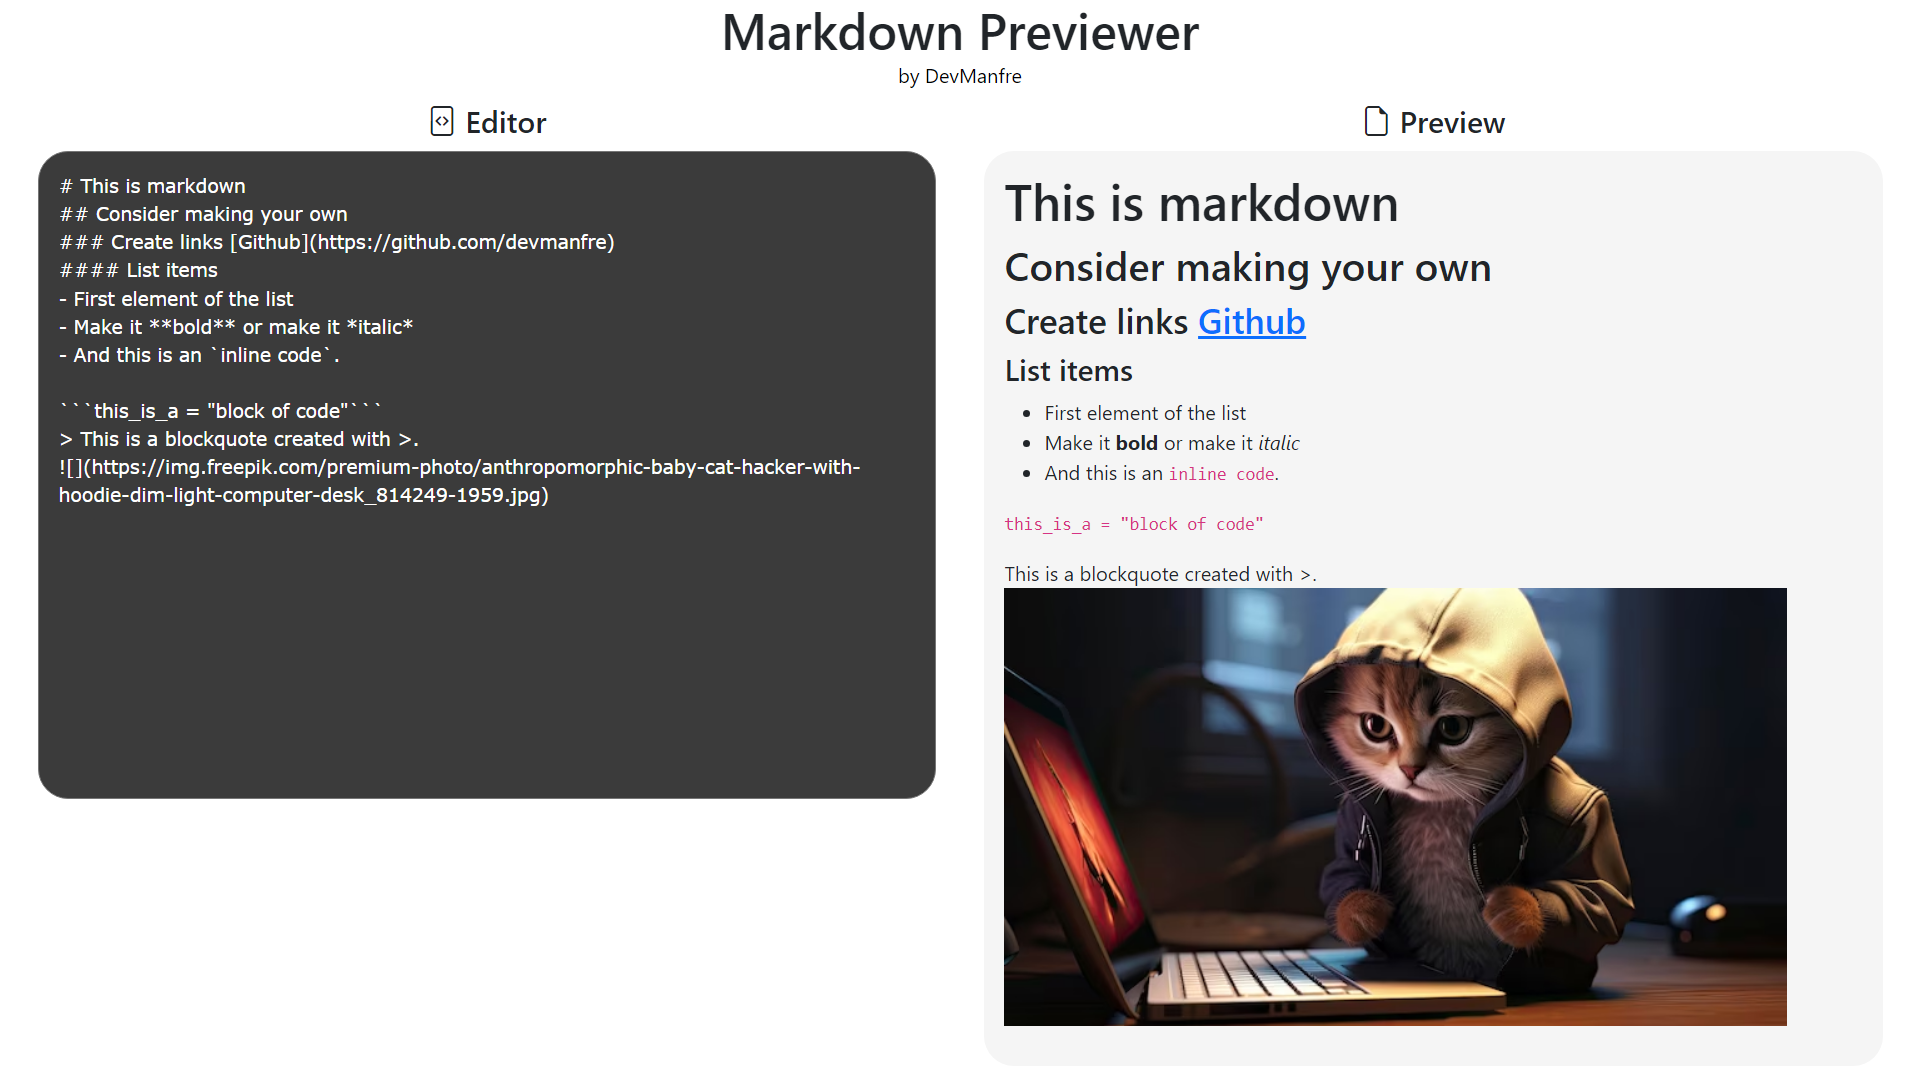 Markdown Previewer
by DevManfre
Editor
# This is markdown
## Consider making your own
### Create links [Github](https://github.com/devmanfre)
#### List items
- First element of the list
- Make it **bold** or make it *italic*
- And this is an `inline code`.
```this_is_a = "block of code"```
> This is a blockquote created with >.
![](https://img.freepik.com/premium-photo/anthropomorphic-baby-cat-hacker-with-
hoodie-dim-light-computer-desk_814249-1959.jpg)
Preview
This is markdown
Consider making your own
Create links Github
List items
First element of the list
Make it bold or make it italic
And this is an inline code.
this_is_a = "block of code"
This is a blockquote created with >.